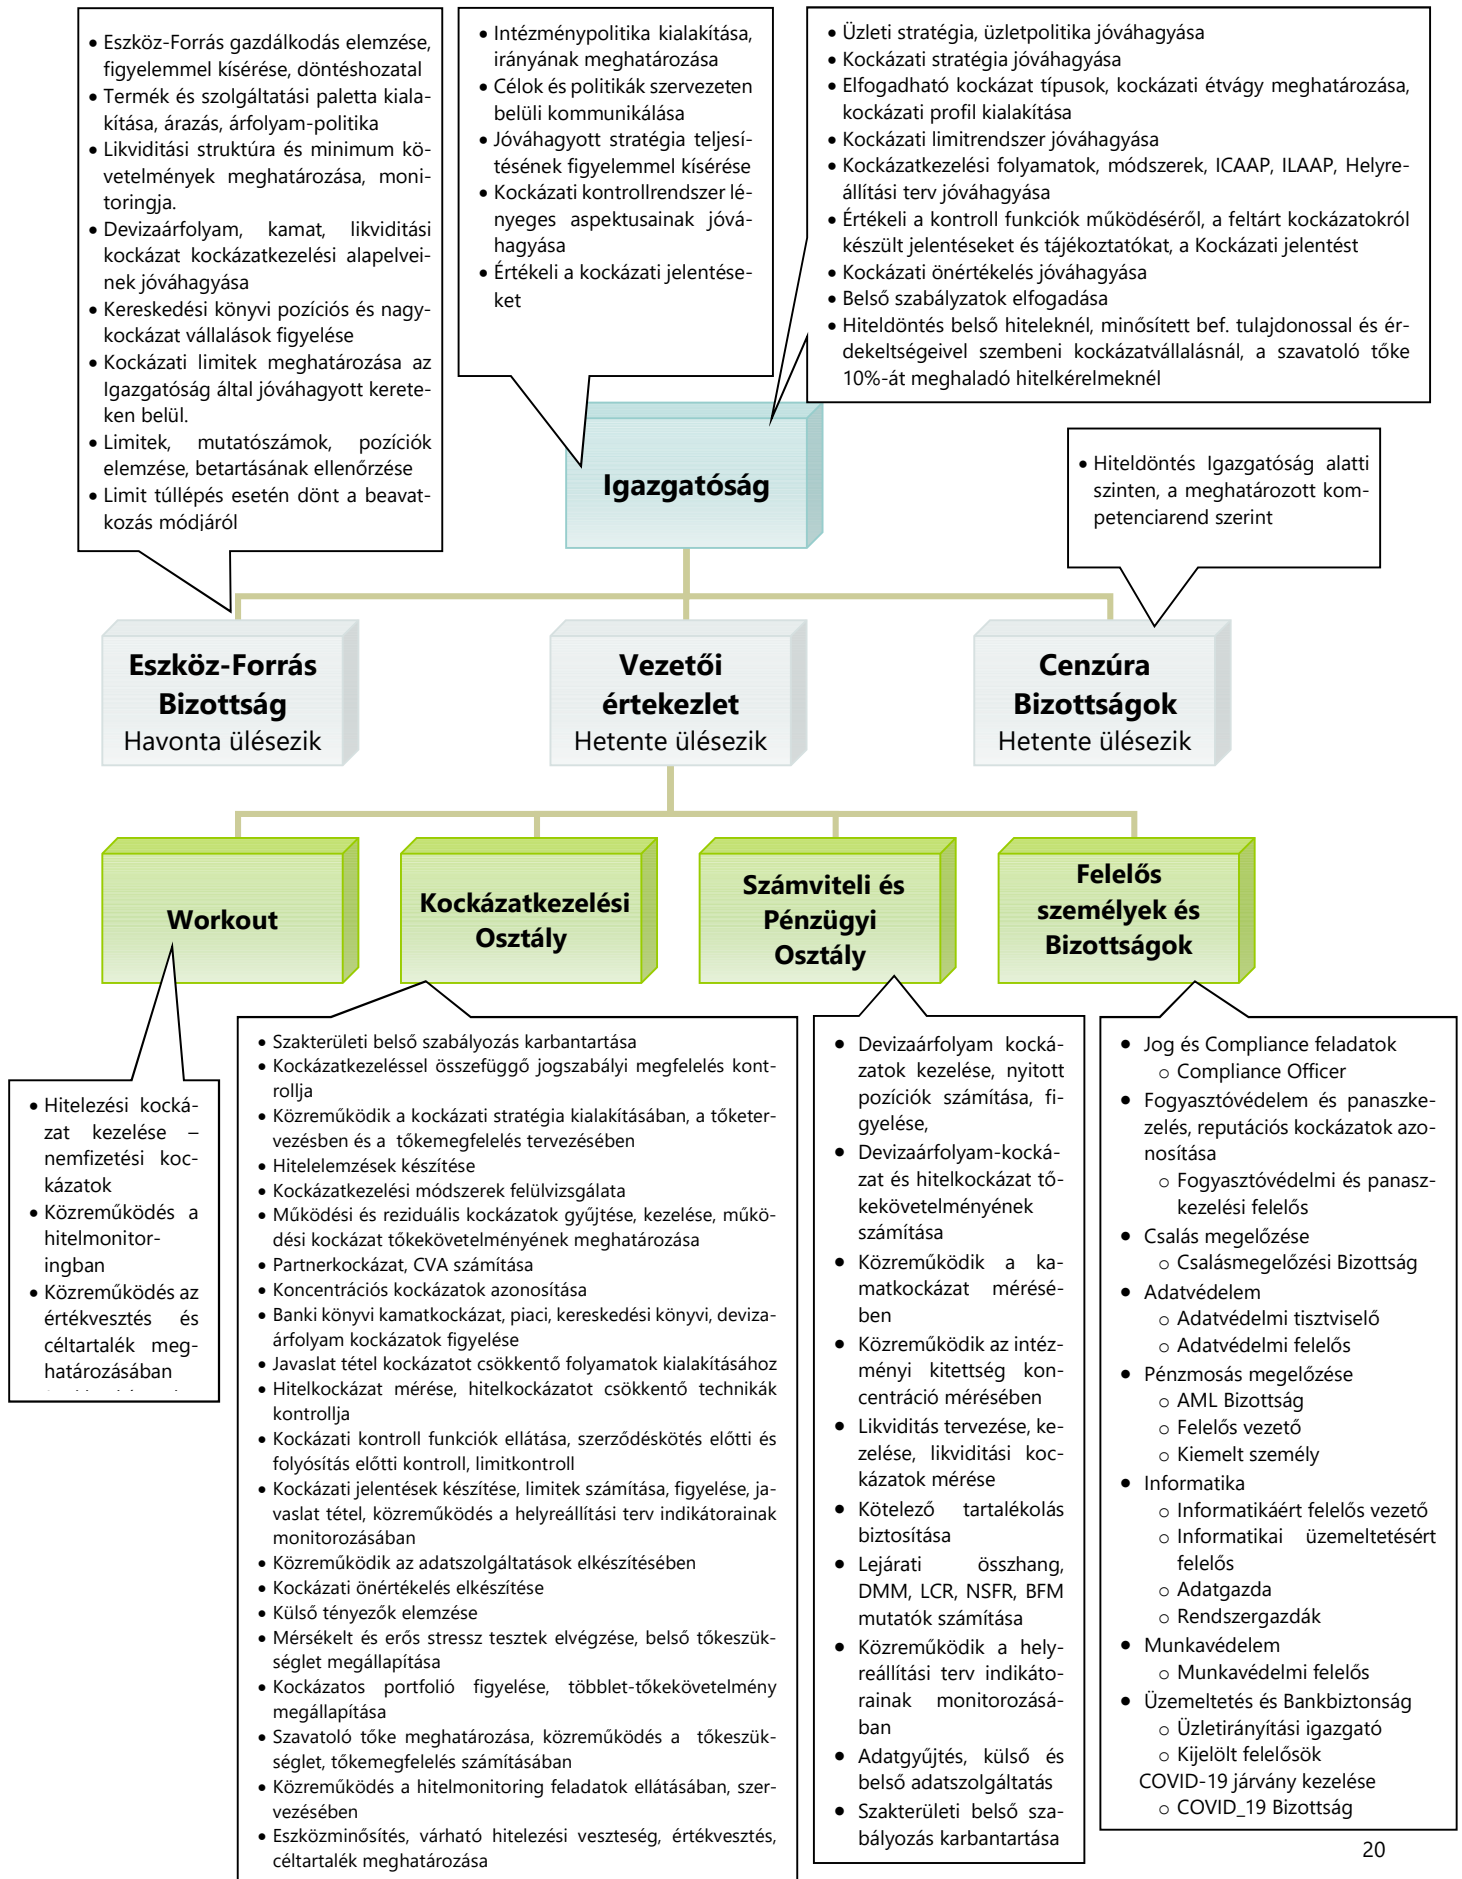 • Eszköz-Forrás gazdálkodás elemzése,
figyelemmel kísérése, döntéshozatal
• Termék és szolgáltatási paletta kiala-
kítása, árazás, árfolyam-politika
• Likviditási struktúra és minimum kö-
vetelmények meghatározása, moni-
toringja.
• Devizaárfolyam, kamat, likviditási
kockázat kockázatkezelési alapelvei-
nek jóváhagyása
• Kereskedési könyvi pozíciós és nagy-
kockázat vállalások figyelése
• Kockázati limitek meghatározása az
Igazgatóság által jóváhagyott kerete-
ken belül.
• Limitek, mutatószámok, pozíciók
elemzése, betartásának ellenőrzése
• Limit túllépés esetén dönt a beavat-
kozás módjáról
• Intézménypolitika kialakítása,
irányának meghatározása
• Célok és politikák szervezeten
belüli kommunikálása
• Jóváhagyott stratégia teljesí-
tésének figyelemmel kísérése
• Kockázati kontrollrendszer lé-
nyeges aspektusainak jóvá-
hagyása
• Értékeli a kockázati jelentése-
ket
• Üzleti stratégia, üzletpolitika jóváhagyása
• Kockázati stratégia jóváhagyása
• Elfogadható kockázat típusok, kockázati étvágy meghatározása,
kockázati profil kialakítása
• Kockázati limitrendszer jóváhagyása
• Kockázatkezelési folyamatok, módszerek, ICAAP, ILAAP, Helyre-
állítási terv jóváhagyása
• Értékeli a kontroll funkciók működéséről, a feltárt kockázatokról
készült jelentéseket és tájékoztatókat, a Kockázati jelentést
• Kockázati önértékelés jóváhagyása
• Belső szabályzatok elfogadása
• Hiteldöntés belső hiteleknél, minősített bef. tulajdonossal és ér-
dekeltségeivel szembeni kockázatvállalásnál, a szavatoló tőke
10%-át meghaladó hitelkérelmeknél
Igazgatóság
• Hiteldöntés Igazgatóság alatti
szinten, a meghatározott kom-
petenciarend szerint
Eszköz-Forrás
Bizottság
Havonta ülésezik
Vezetői
értekezlet
Hetente ülésezik
Cenzúra
Bizottságok
Hetente ülésezik
Workout
Kockázatkezelési
Osztály
Számviteli és
Pénzügyi
Osztály
Felelős
személyek és
Bizottságok
• Hitelezési kocká-
zat kezelése –
nemfizetési koc-
kázatok
• Közreműködés a
hitelmonitor-
ingban
• Közreműködés az
értékvesztés és
céltartalék meg-
határozásában
• Szakterületi belső szabályozás karbantartása
• Kockázatkezeléssel összefüggő jogszabályi megfelelés kont-
rollja
• Közreműködik a kockázati stratégia kialakításában, a tőketer-
vezésben és a tőkemegfelelés tervezésében
• Hitelelemzések készítése
• Kockázatkezelési módszerek felülvizsgálata
• Működési és reziduális kockázatok gyűjtése, kezelése, műkö-
dési kockázat tőkekövetelményének meghatározása
• Partnerkockázat, CVA számítása
• Koncentrációs kockázatok azonosítása
• Banki könyvi kamatkockázat, piaci, kereskedési könyvi, deviza-
árfolyam kockázatok figyelése
• Javaslat tétel kockázatot csökkentő folyamatok kialakításához
• Hitelkockázat mérése, hitelkockázatot csökkentő technikák
kontrollja
• Kockázati kontroll funkciók ellátása, szerződéskötés előtti és
folyósítás előtti kontroll, limitkontroll
• Kockázati jelentések készítése, limitek számítása, figyelése, ja-
vaslat tétel, közreműködés a helyreállítási terv indikátorainak
monitorozásában
• Közreműködik az adatszolgáltatások elkészítésében
• Kockázati önértékelés elkészítése
• Külső tényezők elemzése
• Mérsékelt és erős stressz tesztek elvégzése, belső tőkeszük-
séglet megállapítása
• Kockázatos portfolió figyelése, többlet-tőkekövetelmény
megállapítása
• Szavatoló tőke meghatározása, közreműködés a tőkeszük-
séglet, tőkemegfelelés számításában
• Közreműködés a hitelmonitoring feladatok ellátásában, szer-
vezésében
• Eszközminősítés, várható hitelezési veszteség, értékvesztés,
céltartalék meghatározása
• Devizaárfolyam kocká-
zatok kezelése, nyitott
pozíciók számítása, fi-
gyelése,
• Devizaárfolyam-kocká-
zat és hitelkockázat tő-
kekövetelményének
számítása
• Közreműködik a ka-
matkockázat mérésé-
ben
• Közreműködik az intéz-
ményi kitettség kon-
centráció mérésében
• Likviditás tervezése, ke-
zelése, likviditási koc-
kázatok mérése
• Kötelező tartalékolás
biztosítása
• Lejárati összhang,
DMM, LCR, NSFR, BFM
mutatók számítása
• Közreműködik a hely-
reállítási terv indikáto-
rainak monitorozásá-
ban
• Adatgyűjtés, külső és
belső adatszolgáltatás
• Szakterületi belső sza-
bályozás karbantartása
• Jog és Compliance feladatok
o Compliance Officer
• Fogyasztóvédelem és panaszke-
zelés, reputációs kockázatok azo-
nosítása
o Fogyasztóvédelmi és panasz-
kezelési felelős
• Csalás megelőzése
o Csalásmegelőzési Bizottság
• Adatvédelem
o Adatvédelmi tisztviselő
o Adatvédelmi felelős
• Pénzmosás megelőzése
o AML Bizottság
o Felelős vezető
o Kiemelt személy
• Informatika
o Informatikáért felelős vezető
o Informatikai üzemeltetésért
felelős
o Adatgazda
o Rendszergazdák
• Munkavédelem
o Munkavédelmi felelős
• Üzemeltetés és Bankbiztonság
o Üzletirányítási igazgató
o Kijelölt felelősök
COVID-19 járvány kezelése
o COVID_19 Bizottság
20